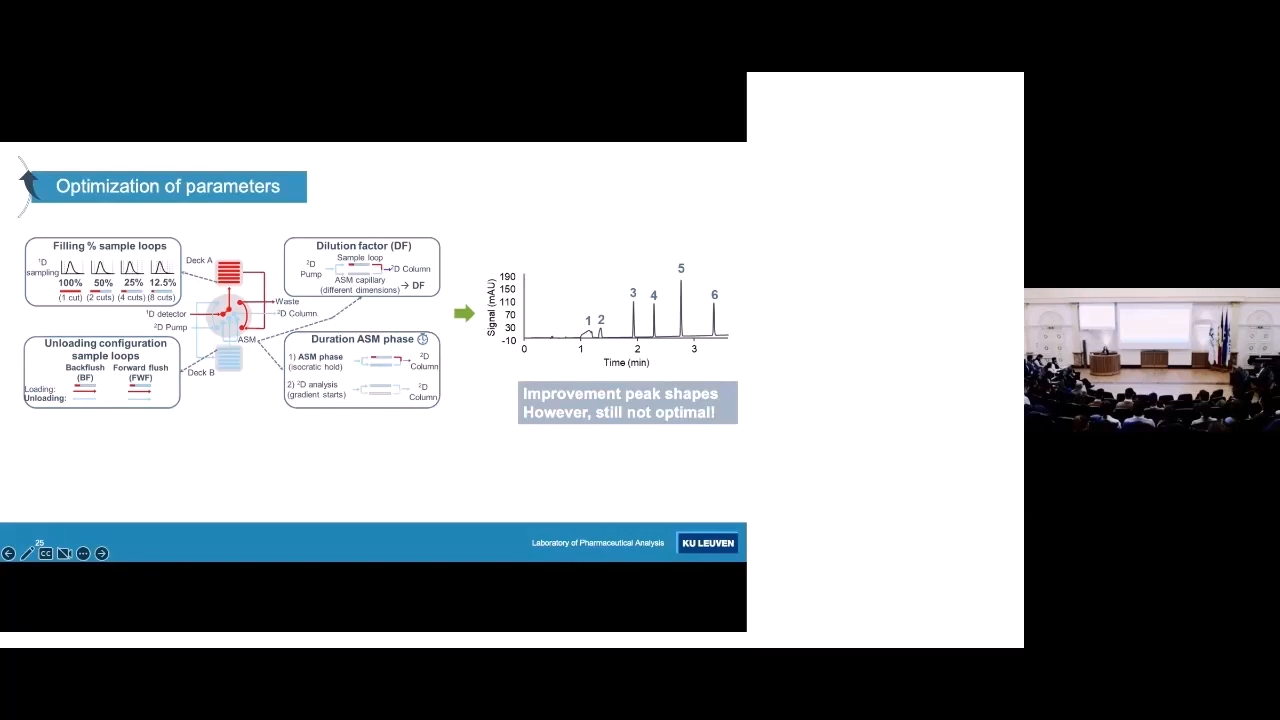 Optimization of parameters
Filling % sample loops
1D
sampling
100% 50% 25% 12.5%
(1 cut) (2 cuts) (4 cuts) (8 cuts)
Unloading configuration
sample loops
Backflush Forward flush
(BF) (FWF)
Loading:
Unloading:
Deck A
1D detector
2D Pump
Waste
2D Column
ASM
Deck B
Dilution factor (DF)
Sample loop
2D
Pump
2D Column
ASM capillary
(different dimensions) → DF
Duration ASM phase
1) ASM phase
(isocratic hold)
2D
Column
2) 2D analysis
(gradient starts)
2D
Column
Signal (mAU)
190
150
110
70
30
-10
0 1 2 3
Time (min)
1 2 3 4 5 6
Improvement peak shapes
However, still not optimal!
25
CC
Laboratory of Pharmaceutical Analysis
KU LEUVEN